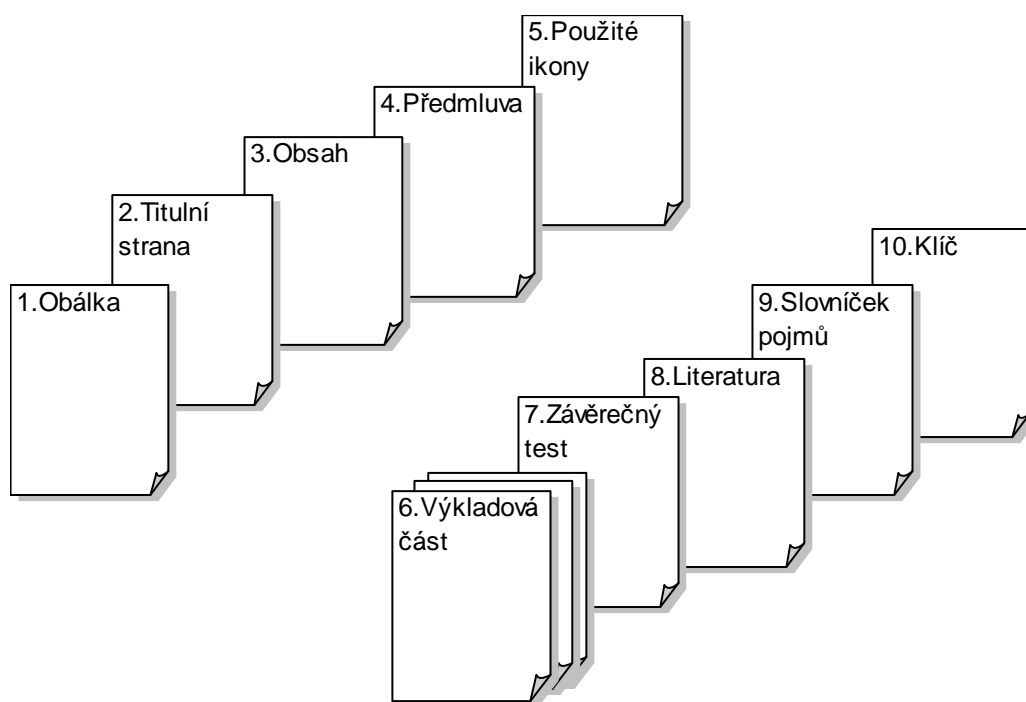 1.Obálka
2.Titulní
strana
3.Obsah
4.Předmluva
5.Použité
ikony
6.Výkladová
část
7.Závěrečný
test
8.Literatura
9.Slovníček
pojmů
10.Klíč